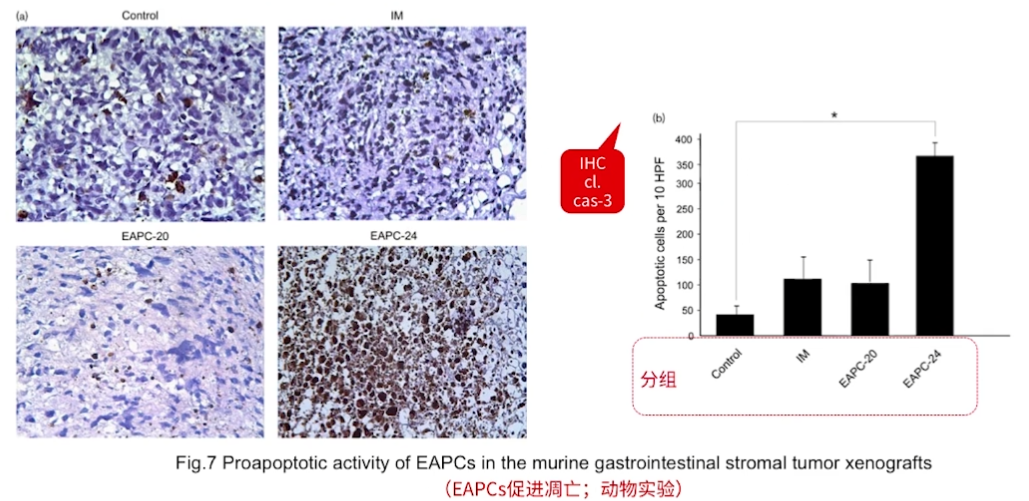 (a)
Control
IM
EAPC-20
EAPC-24
IHC
cl.
cas-3
(b)
*
Apoptotic cells per 10 HPF
400
350
300
250
200
150
100
50
0
Control
IM
EAPC-20
EAPC-24
分组
Fig.7 Proapoptotic activity of EAPCs in the murine gastrointestinal stromal tumor xenografts
（EAPCs促进凋亡；动物实验）